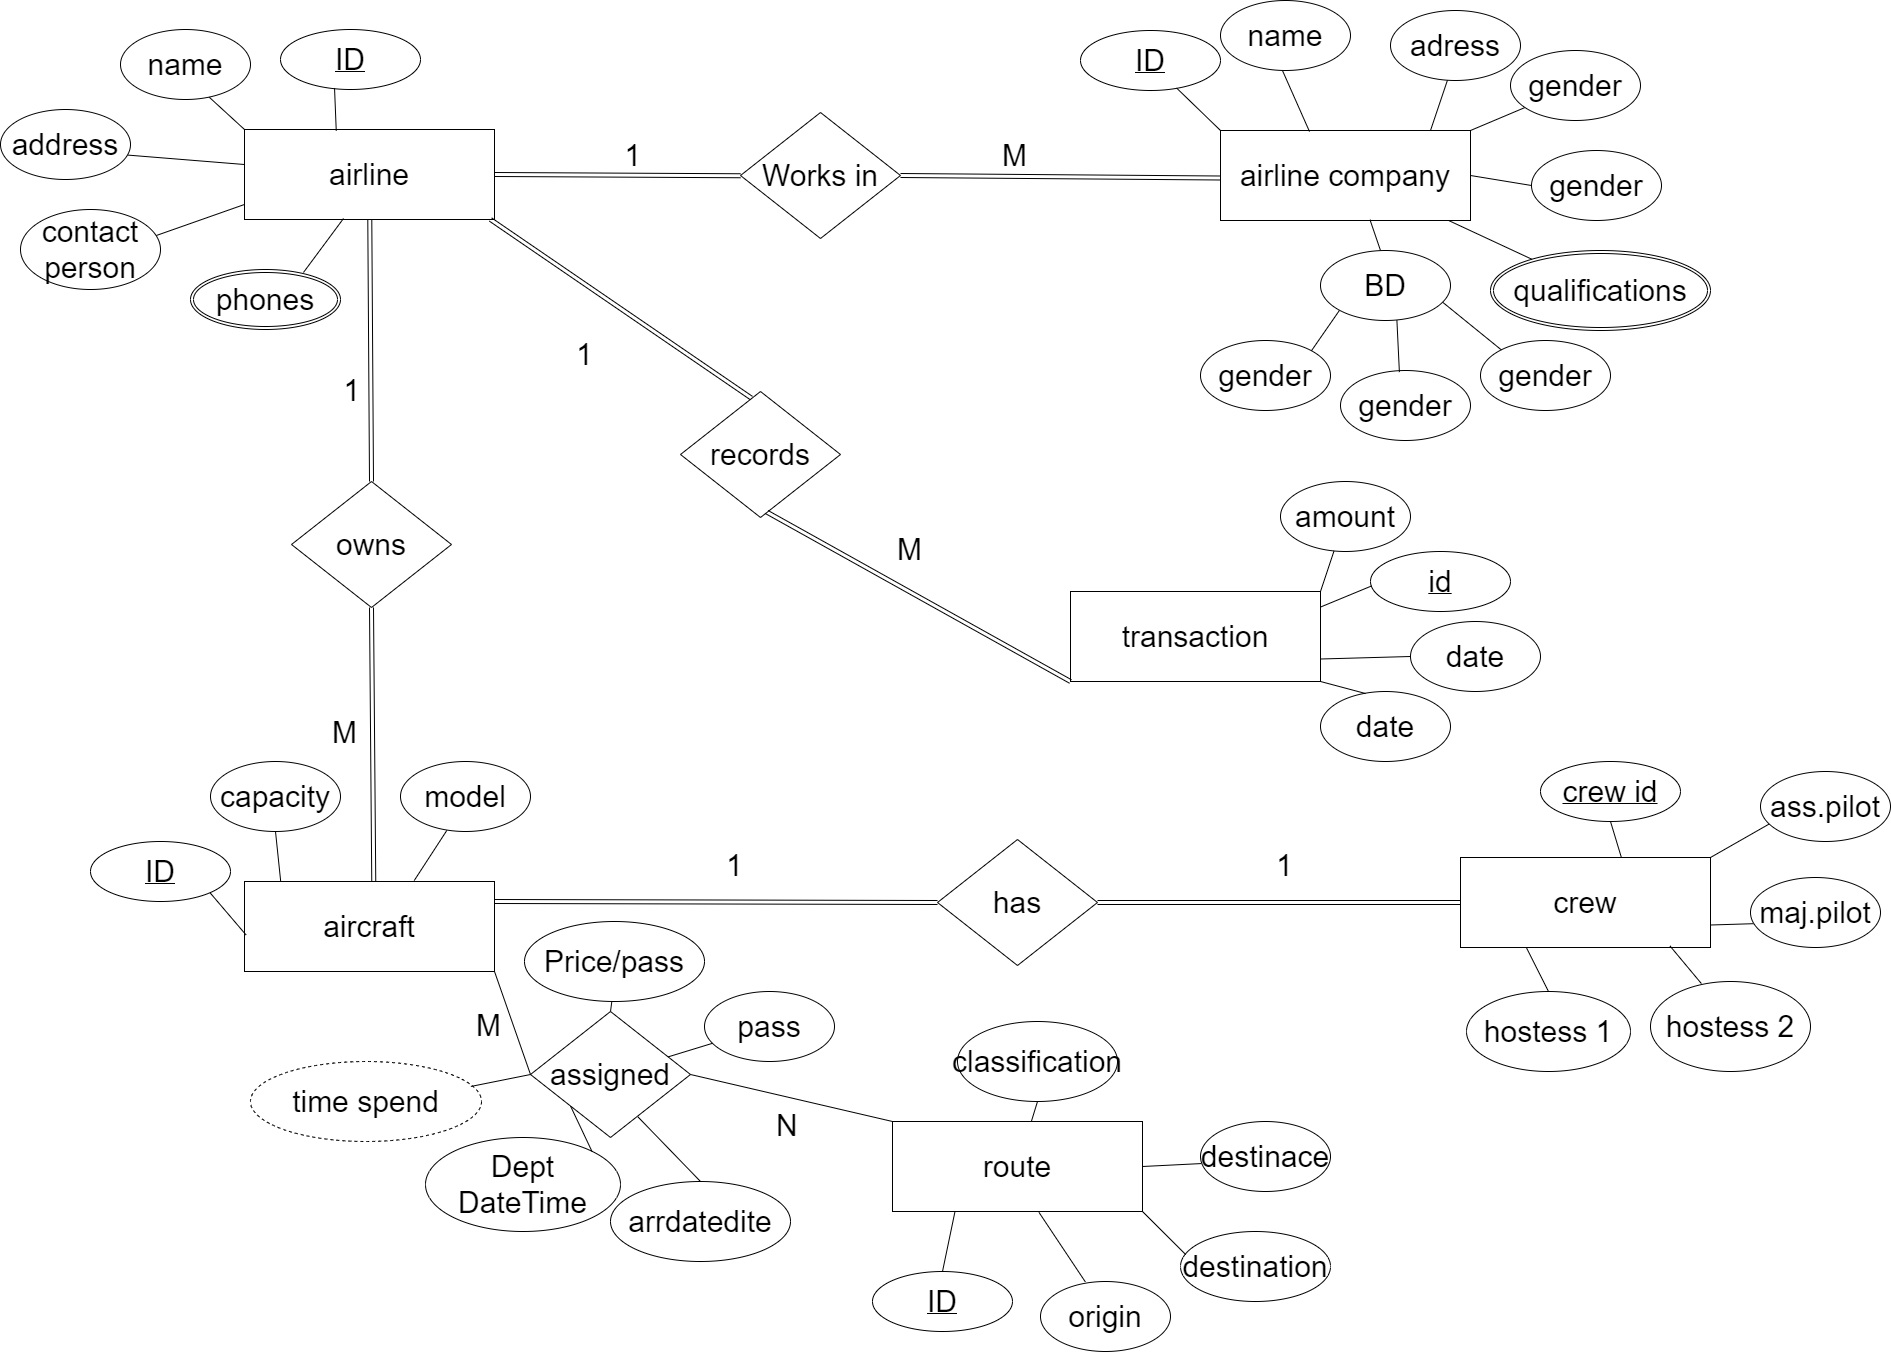 name
ID
name
adress
ID
gender
address
airline
1
Works in
M
airline company
gender
contact
person
phones
BD
qualifications
1
1
gender
gender
gender
records
amount
owns
M
id
transaction
date
M
date
capacity
model
crew id
ass.pilot
ID
1
1
aircraft
has
crew
maj.pilot
Price/pass
M
pass
hostess 1
hostess 2
time spend
assigned
classification
N
Dept
DateTime
arrdatedite
route
destinace
destination
ID
origin